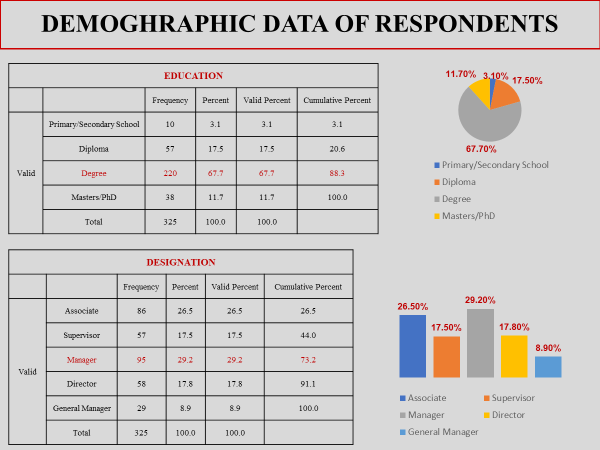 DEMOGHRAPHIC DATA OF RESPONDENTS
EDUCATION
Frequency Percent Valid Percent Cumulative Percent
Valid
Primary/Secondary School 10 3.1 3.1 3.1
Diploma 57 17.5 17.5 20.6
Degree 220 67.7 67.7 88.3
Masters/PhD 38 11.7 11.7 100.0
Total 325 100.0 100.0
11.70% 3.10% 17.50%
67.70%
Primary/Secondary School
Diploma
Degree
Masters/PhD
DESIGNATION
Frequency Percent Valid Percent Cumulative Percent
Valid
Associate 86 26.5 26.5 26.5
Supervisor 57 17.5 17.5 44.0
Manager 95 29.2 29.2 73.2
Director 58 17.8 17.8 91.1
General Manager 29 8.9 8.9 100.0
Total 325 100.0 100.0
26.50% 17.50% 29.20% 17.80% 8.90%
Associate Supervisor
Manager Director
General Manager